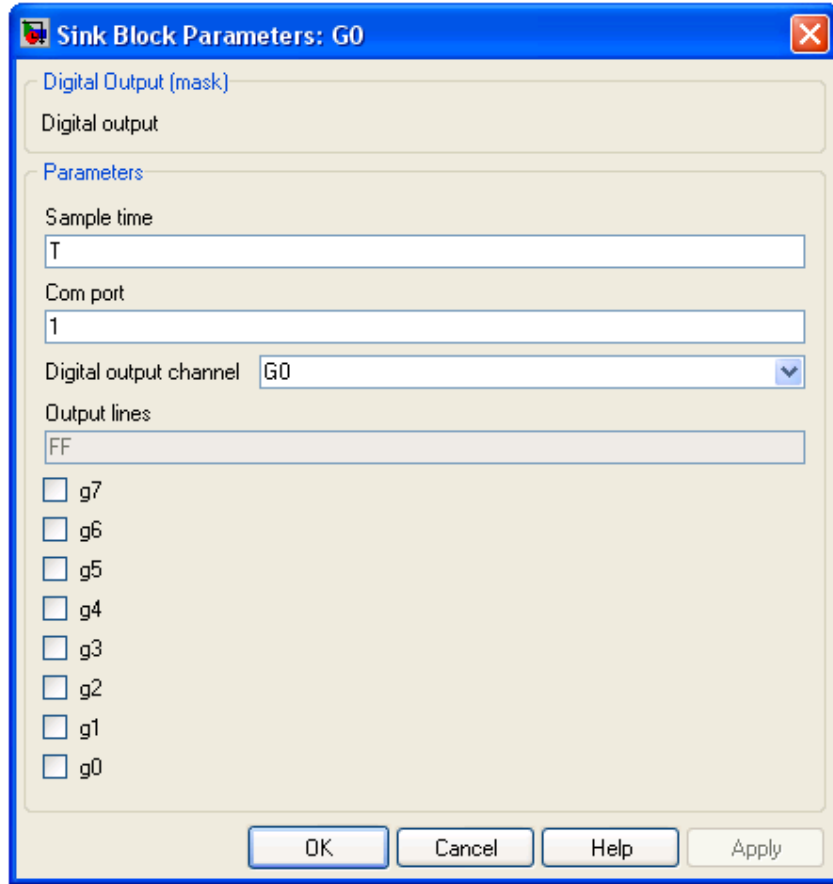 Sink Block Parameters: G0
Digital Output (mask)
Digital output
Parameters
Sample time
T
Com port
1
Digital output channel G0
Output lines
FF
g7
g6
g5
g4
g3
g2
g1
g0
OK Cancel Help Apply